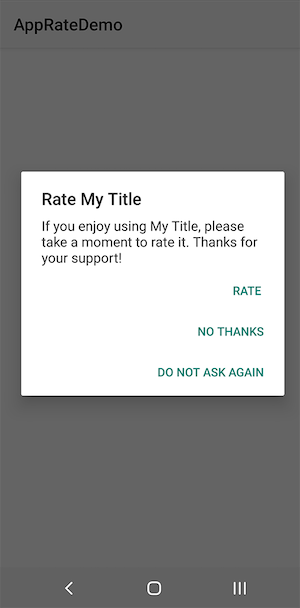 AppRateDemo
Rate My Title
If you enjoy using My Title, please
take a moment to rate it. Thanks for
your support!
RATE
NO THANKS
DO NOT ASK AGAIN